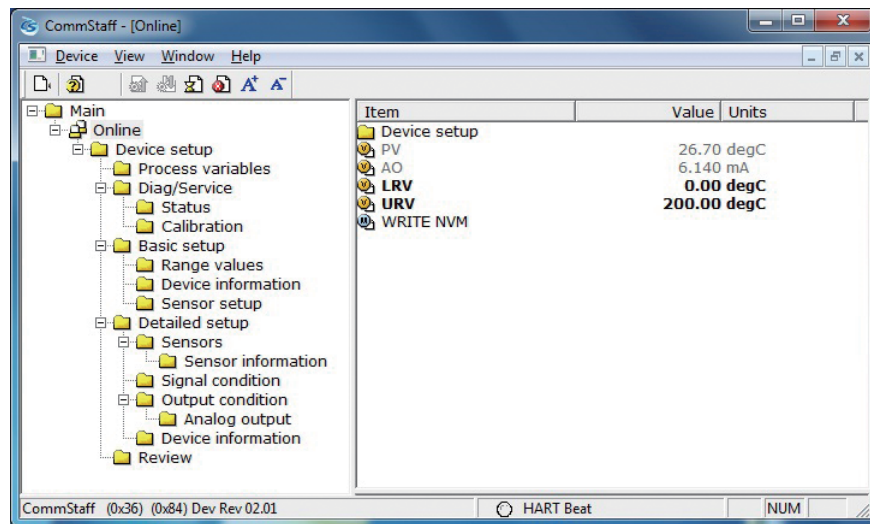 CommStaff - [Online]
Device View Window Help
Main
Online
Device setup
Process variables
Diag/Service
Status
Calibration
Basic setup
Range values
Device information
Sensor setup
Detailed setup
Sensors
Sensor information
Signal condition
Output condition
Analog output
Device information
Review
Item Value Units
Device setup
PV 26.70 degC
AO 6.140 mA
LRV 0.00 degC
URV 200.00 degC
WRITE NVM
CommStaff (0x36) (0x84) Dev Rev 02.01 HART Beat NUM